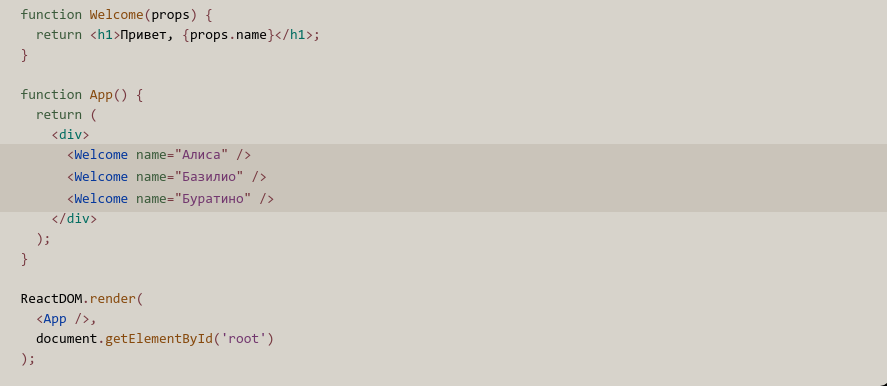 function Welcome(props) {
  return <h1>Привет, {props.name}</h1>;
}

function App() {
  return (
    <div>
      <Welcome name="Алиса" />
      <Welcome name="Базилио" />
      <Welcome name="Буратино" />
    </div>
  );
}

ReactDOM.render(
  <App />,
  document.getElementById('root')
);